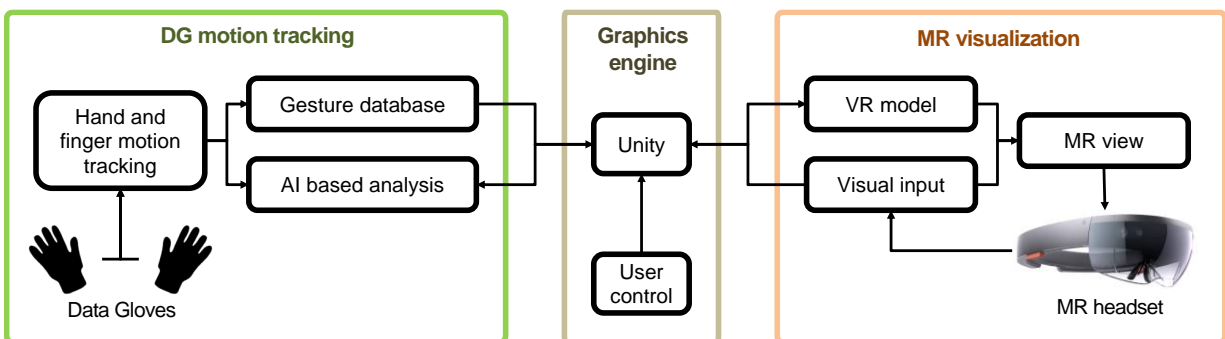 DG motion tracking
Hand and
finger motion
tracking
Gesture database
AI based analysis
Data Gloves
Graphics
engine
Unity
User
control
MR visualization
VR model
Visual input
MR view
MR headset